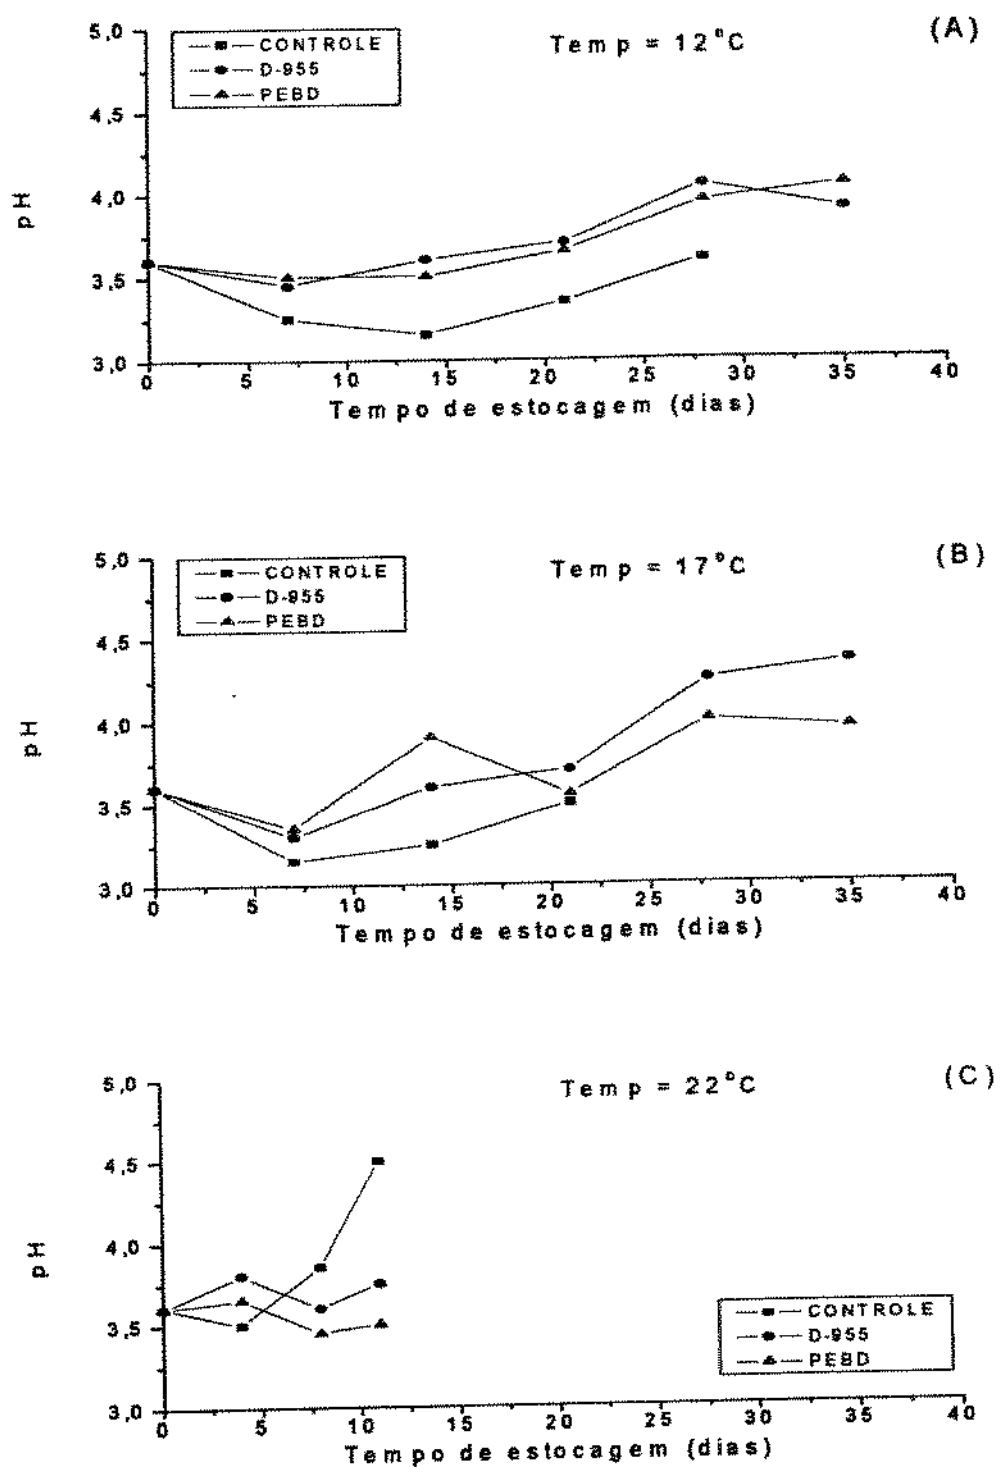 (A)
Temp = 12°C
CONTROLE
D-955
PEBD
5,0
4,5
4,0
3,5
3,0
pH
0 5 10 15 20 25 30 35 40
Tempo de estocagem (dias)
(B)
Temp = 17°C
CONTROLE
D-955
PEBD
5,0
4,5
4,0
3,5
3,0
pH
0 5 10 15 20 25 30 35 40
Tempo de estocagem (dias)
(C)
Temp = 22°C
5,0
4,5
4,0
3,5
3,0
pH
CONTROLE
D-955
PEBD
0 5 10 15 20 25 30 35 40
Tempo de estocagem (dias)